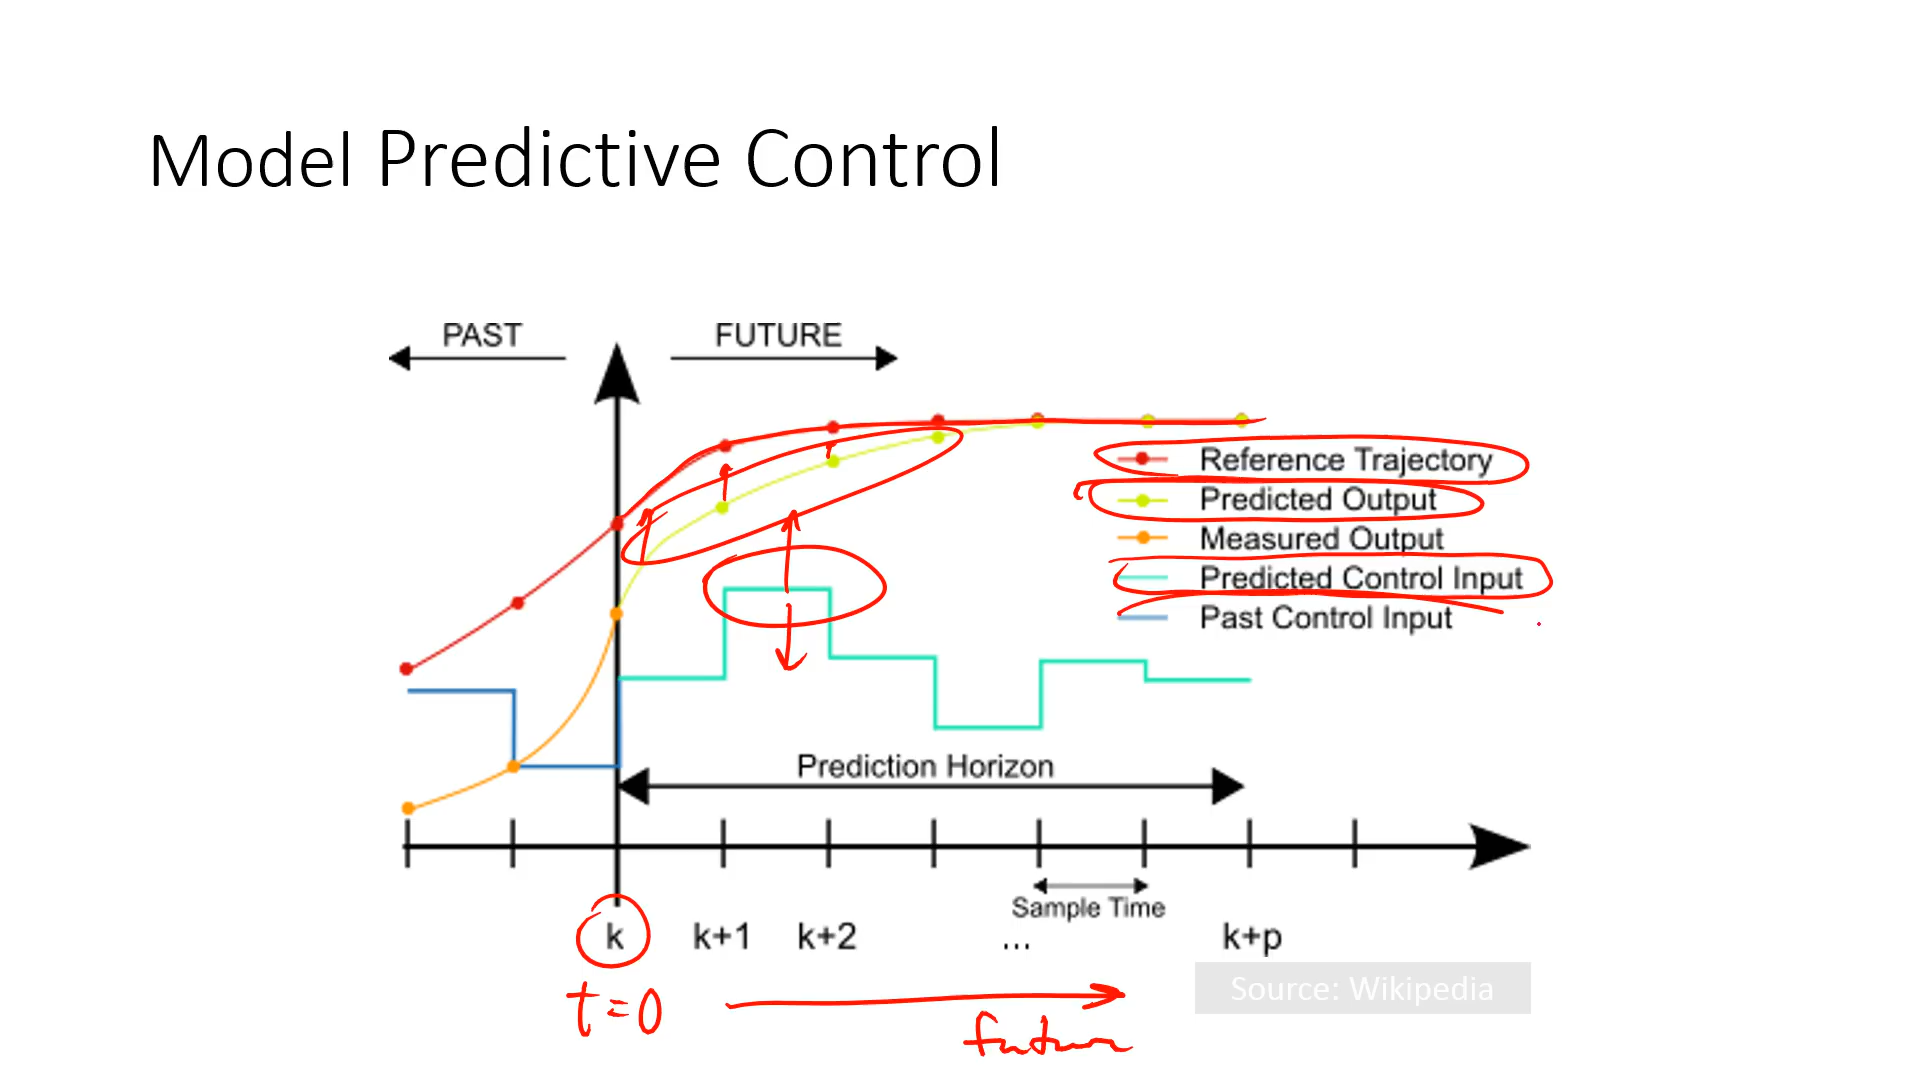 Model Predictive Control
PAST
FUTURE
Reference Trajectory
Predicted Output
Measured Output
Predicted Control Input
Past Control Input
Prediction Horizon
Sample Time
k
k+1
k+2
...
k+p
Source: Wikipedia
t=0
future